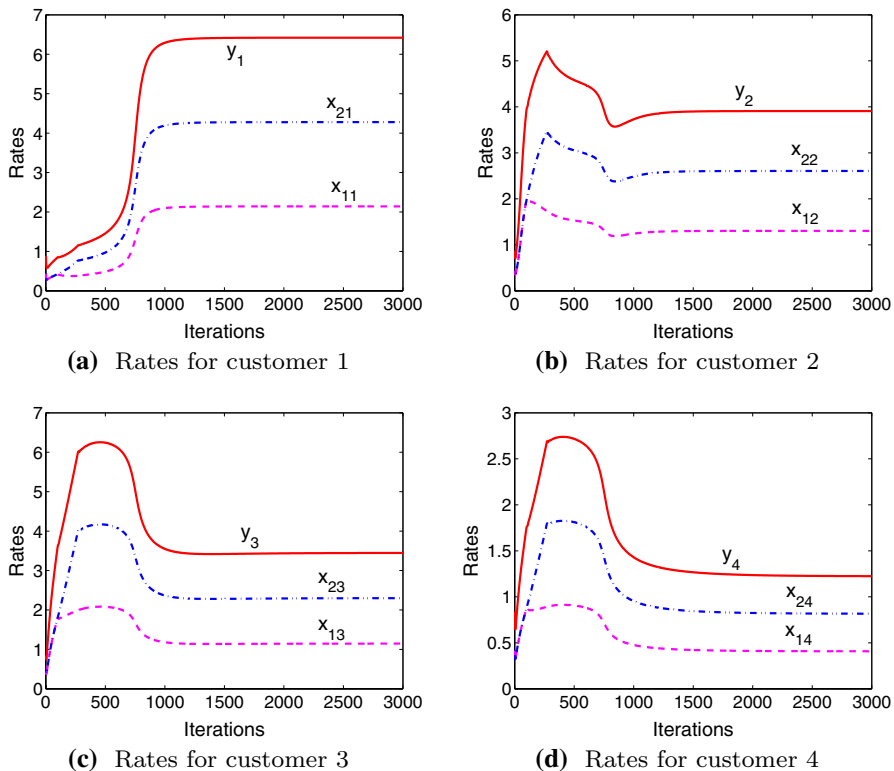 7
6
5
4
3
2
1
0
Rates
y1
x21
x11
0 500 1000 1500 2000 2500 3000
Iterations
(a) Rates for customer 1
6
5
4
3
2
1
0
Rates
y2
x22
x12
0 500 1000 1500 2000 2500 3000
Iterations
(b) Rates for customer 2
7
6
5
4
3
2
1
0
Rates
y3
x23
x13
0 500 1000 1500 2000 2500 3000
Iterations
(c) Rates for customer 3
3
2.5
2
1.5
1
0.5
0
Rates
y4
x24
x14
0 500 1000 1500 2000 2500 3000
Iterations
(d) Rates for customer 4